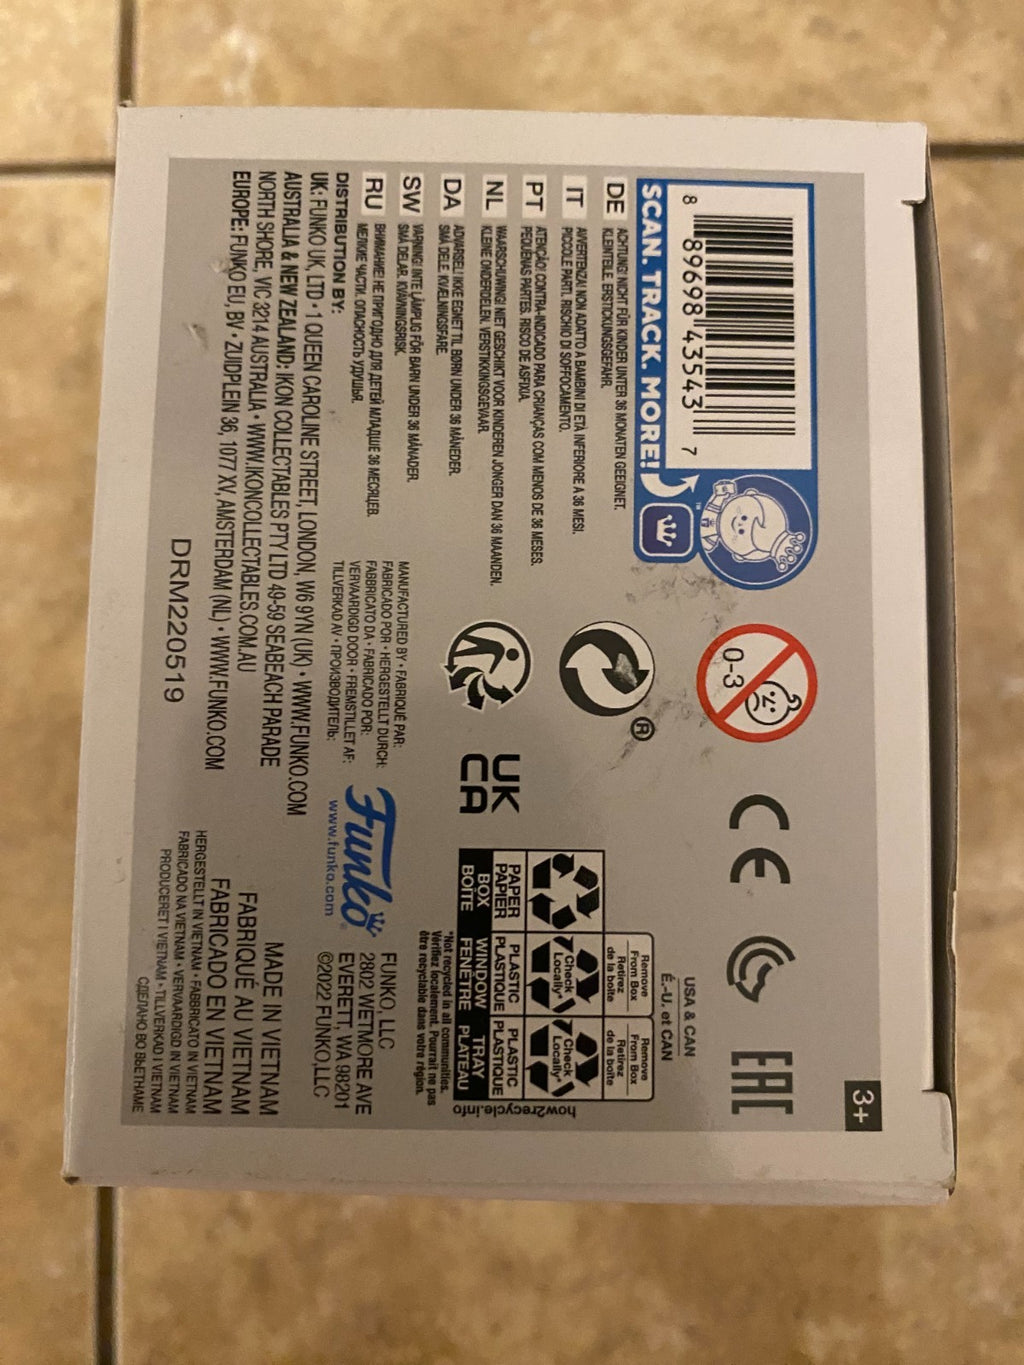 3+
8 89698 43543 7
SCAN. TRACK. MORE!
™
0-3
CE
EAC
DE ACHTUNG! NICHT FÜR KINDER UNTER 36 MONATEN GEEIGNET.
KLEINTEILE. ERSTICKUNGSGEFAHR.
IT AVVERTENZA! NON ADATTO A BAMBINI DI ETÀ INFERIORE A 36 MESI.
PICCOLE PARTI. RISCHIO DI SOFFOCAMENTO.
PT ATENÇÃO! CONTRA-INDICADO PARA CRIANÇAS COM MENOS DE 36 MESES.
PEQUENAS PARTES. RISCO DE ASFIXIA.
NL WAARSCHUWING! NIET GESCHIKT VOOR KINDEREN JONGER DAN 36 MAANDEN.
KLEINE ONDERDELEN. VERSTIKKINGSGEVAAR.
DA ADVARSEL! IKKE EGNET TIL BØRN UNDER 36 MÅNEDER.
SMÅ DELE. KVÆLNINGSFARE.
SW VARNING! INTE LÄMPLIG FÖR BARN UNDER 36 MÅNADER.
SMÅ DELAR. KVÄVNINGSRISK.
RU ВНИМАНИЕ! НЕ ПРИГОДНО ДЛЯ ДЕТЕЙ МЛАДШЕ 36 МЕСЯЦЕВ.
МЕЛКИЕ ЧАСТИ. ОПАСНОСТЬ УДУШЬЯ.
®
UK
CA
USA & CAN
É.-U. et CAN
Remove From Box
Retirez de la boîte
Remove From Box
Retirez de la boîte
Check Locally*
Check Locally*
PAPER PAPIER
PLASTIC PLASTIQUE
PLASTIC PLASTIQUE
BOX BOÎTE
WINDOW FENÊTRE
TRAY PLATEAU
how2recycle.info
*Not recycled in all communities.
Vérifiez localement. Pourrait ne pas
être recyclable dans votre région.
MANUFACTURED BY • FABRIQUÉ PAR:
FABRICADO POR • HERGESTELLT DURCH:
FABBRICATO DA • FABRICADO POR:
VERVAARDIGD DOOR • FREMSTILLET AF:
TILLVERKAD AV • ПРОИЗВОДИТЕЛЬ:
Funko
www.funko.com
FUNKO, LLC
2802 WETMORE AVE
EVERETT, WA 98201
©2022 FUNKO,LLC
DISTRIBUTION BY:
UK: FUNKO UK, LTD • 1 QUEEN CAROLINE STREET, LONDON, W6 9YN (UK) • WWW.FUNKO.COM
AUSTRALIA & NEW ZEALAND: IKON COLLECTABLES PTY LTD 49-59 SEABEACH PARADE
NORTH SHORE, VIC 3214 AUSTRALIA • WWW.IKONCOLLECTABLES.COM.AU
EUROPE: FUNKO EU, BV • ZUIDPLEIN 36, 1077 XV, AMSTERDAM (NL) • WWW.FUNKO.COM
DRM220519
MADE IN VIETNAM
FABRIQUÉ AU VIETNAM
FABRICADO EN VIETNAM
HERGESTELLT IN VIETNAM • FABBRICATO IN VIETNAM
FABRICADO NA VIETNAM • VERVAARDIGD IN VIETNAM
PRODUCERET I VIETNAM • TILLVERKAD I VIETNAM
СДЕЛАНО ВО ВЬЕТНАМЕ